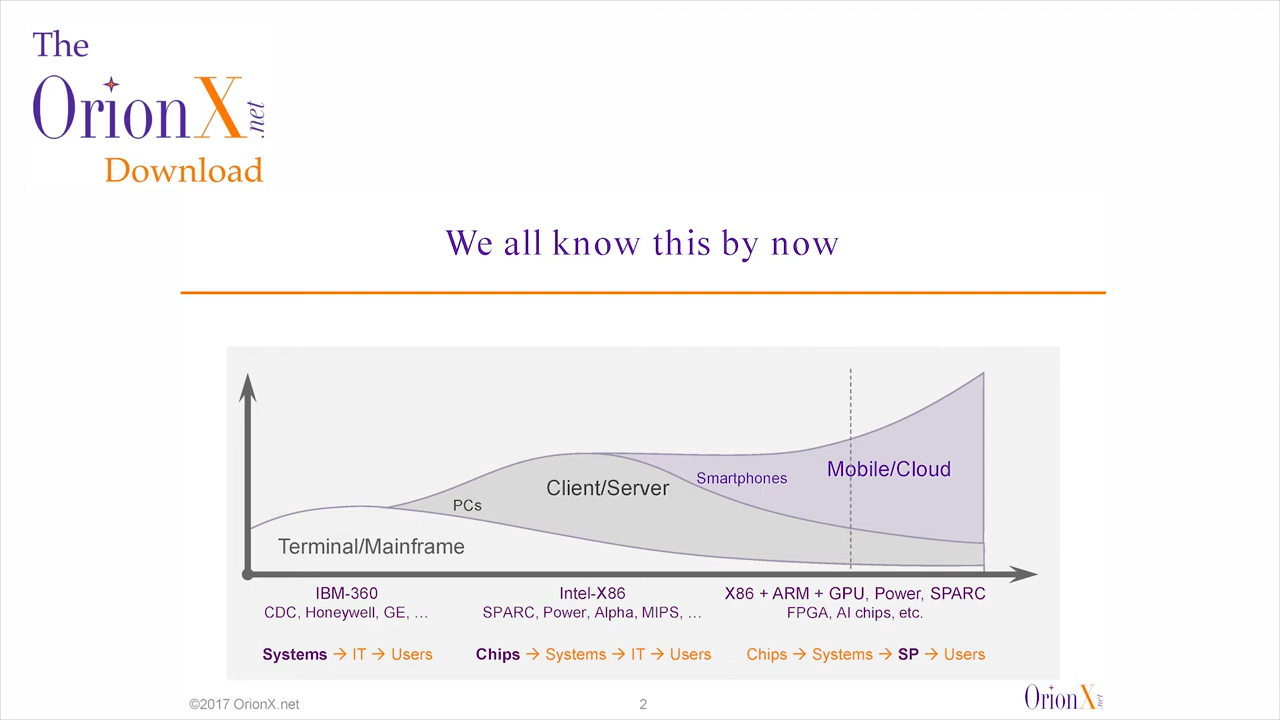 The
OrionX.net
Download
We all know this by now
Smartphones
Mobile/Cloud
Client/Server
PCs
Terminal/Mainframe
IBM-360
CDC, Honeywell, GE, …
Intel-X86
SPARC, Power, Alpha, MIPS, …
X86 + ARM + GPU, Power, SPARC
FPGA, AI chips, etc.
Systems → IT → Users
Chips → Systems → IT → Users
Chips → Systems → SP → Users
©2017 OrionX.net
2
OrionX.net